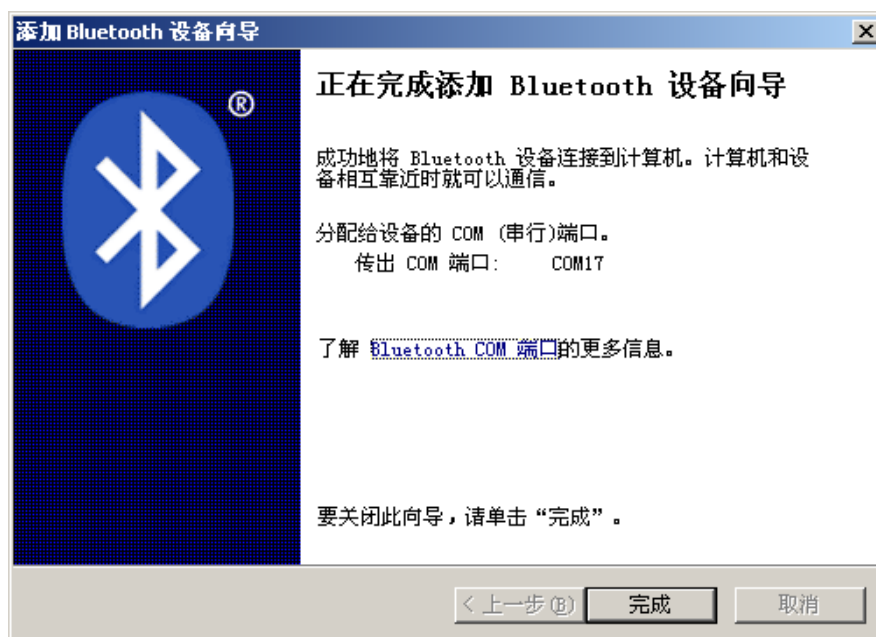 添加 Bluetooth 设备向导
®
正在完成添加 Bluetooth 设备向导
成功地将 Bluetooth 设备连接到计算机。计算机和设
备相互靠近时就可以通信。
分配给设备的 COM (串行)端口。
传出 COM 端口: COM17
了解 Bluetooth COM 端口的更多信息。
要关闭此向导，请单击“完成”。
< 上一步(B)
完成
取消